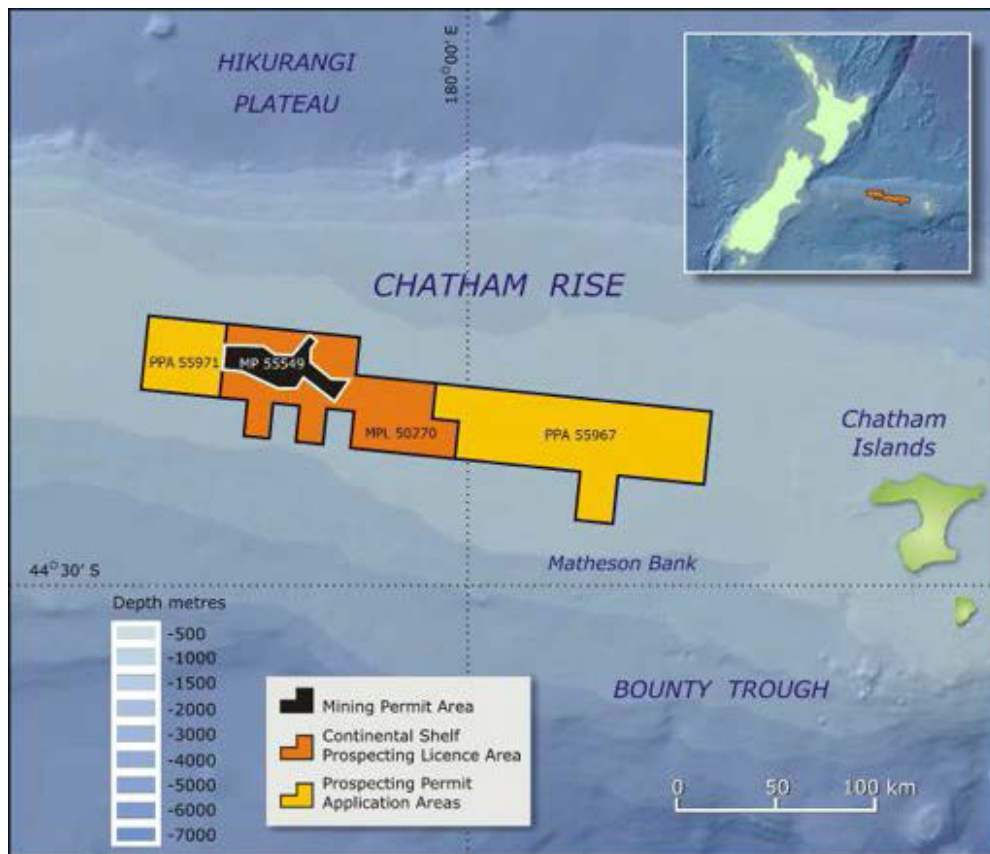 HIKURANGI
PLATEAU
180°00′ E
CHATHAM RISE
PPA 55971
MP 55549
MPL 50270
PPA 55967
Chatham
Islands
Matheson Bank
44°30′ S
Depth metres
-500
-1000
-1500
-2000
-3000
-4000
-5000
-6000
-7000
Mining Permit Area
Continental Shelf
Prospecting Licence Area
Prospecting Permit
Application Areas
BOUNTY TROUGH
0 50 100 km